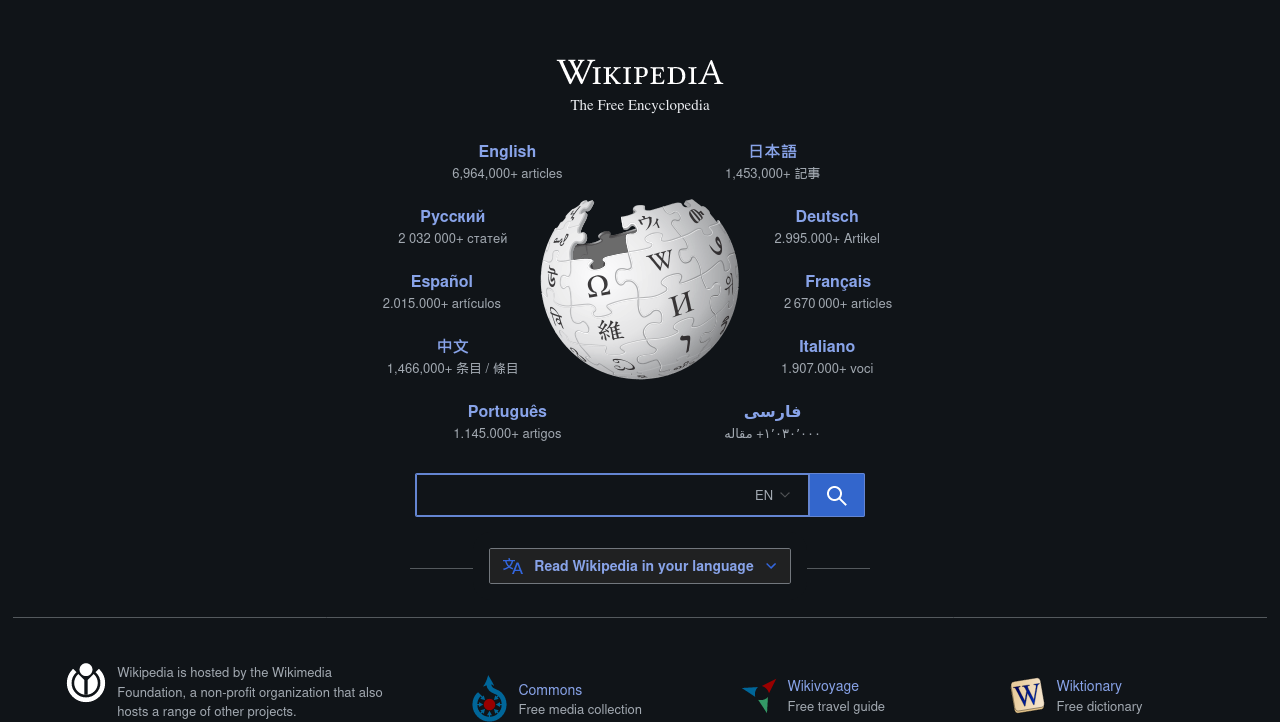 WIKIPEDIA
The Free Encyclopedia
English
6,964,000+ articles
日本語
1,453,000+ 記事
Русский
2 032 000+ статей
Deutsch
2.995.000+ Artikel
Español
2.015.000+ artículos
Français
2 670 000+ articles
中文
1,466,000+ 条目 / 條目
Italiano
1.907.000+ voci
Português
1.145.000+ artigos
فارسی
۱٬۰۳۰٬۰۰۰+ مقاله
Ω
W
И
維
ウィ
EN
Read Wikipedia in your language
Wikipedia is hosted by the Wikimedia
Foundation, a non-profit organization that also
hosts a range of other projects.
Commons
Free media collection
Wikivoyage
Free travel guide
W
Wiktionary
Free dictionary